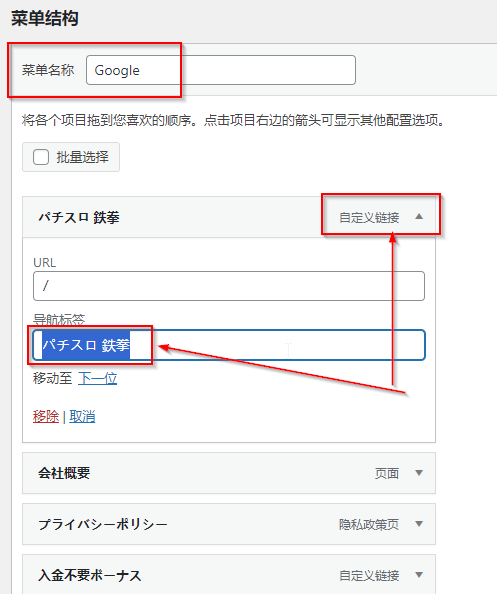 菜单结构
菜单名称 Google
将各个项目拖到您喜欢的顺序。点击项目右边的箭头可显示其他配置选项。
批量选择
パチスロ 鉄拳 自定义链接
URL
/
导航标签
パチスロ 鉄拳
移动至 下一位
移除 | 取消
会社概要 页面
プライバシーポリシー 隐私政策页
入金不要ボーナス 自定义链接